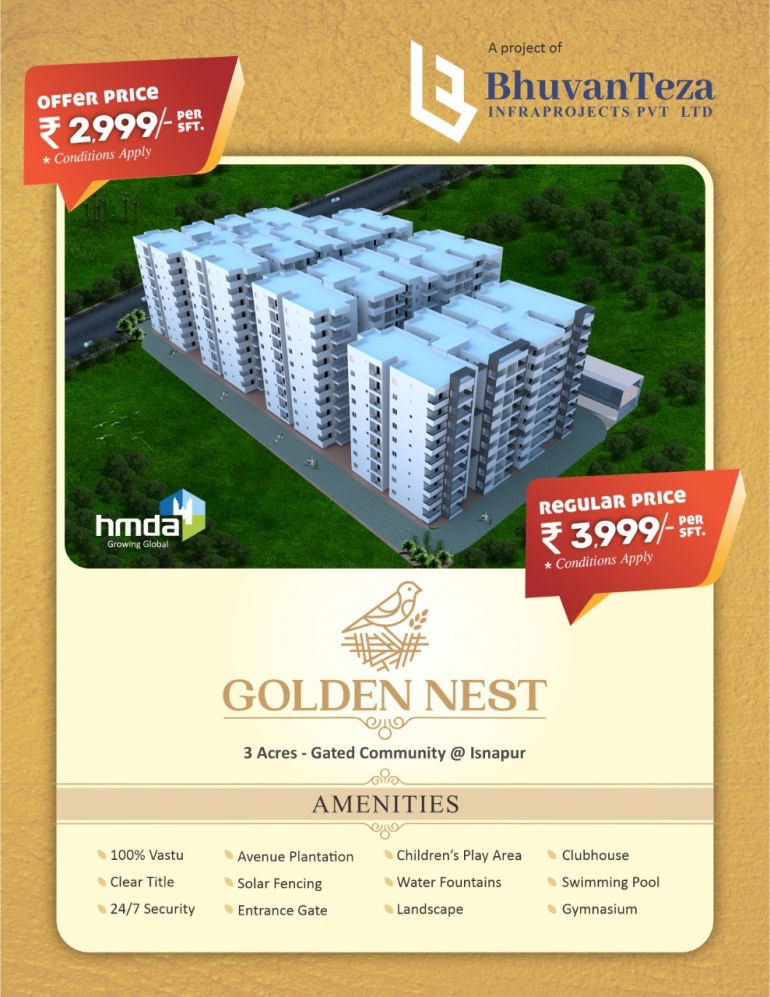 A project of
BhuvanTeza
INFRAPROJECTS PVT LTD
OFFER PRICE
₹ 2,999/- PER SFT.
* Conditions Apply
hmda
Growing Global
REGULAR PRICE
₹ 3,999/- PER SFT.
* Conditions Apply
GOLDEN NEST
3 Acres - Gated Community @ Isnapur
AMENITIES
100% Vastu
Clear Title
24/7 Security
Avenue Plantation
Solar Fencing
Entrance Gate
Children's Play Area
Water Fountains
Landscape
Clubhouse
Swimming Pool
Gymnasium